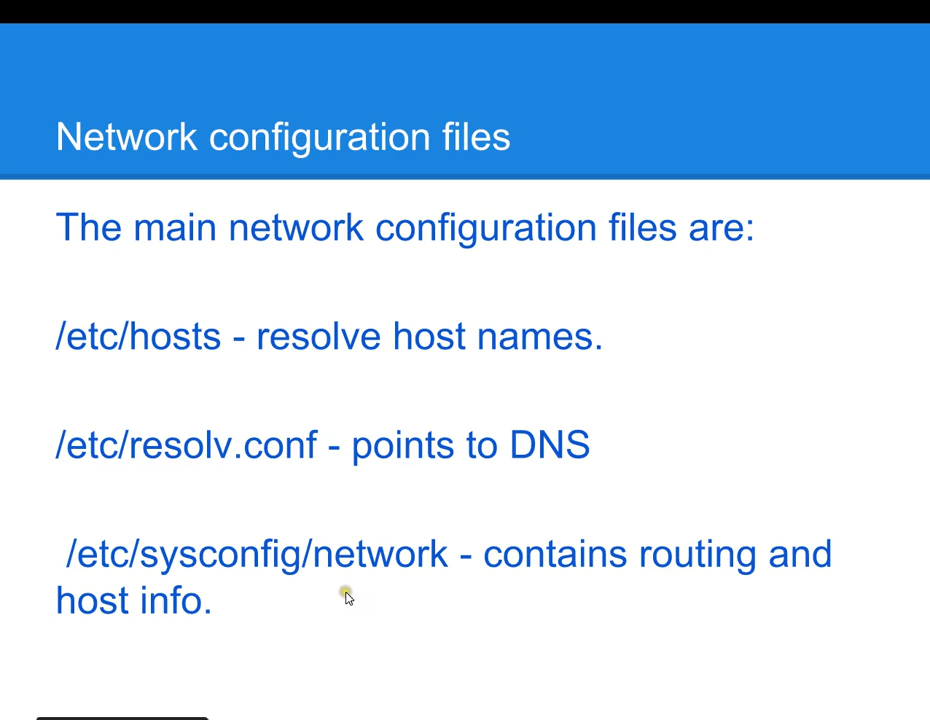 Network configuration files
The main network configuration files are:
/etc/hosts - resolve host names.
/etc/resolv.conf - points to DNS
/etc/sysconfig/network - contains routing and
host info.